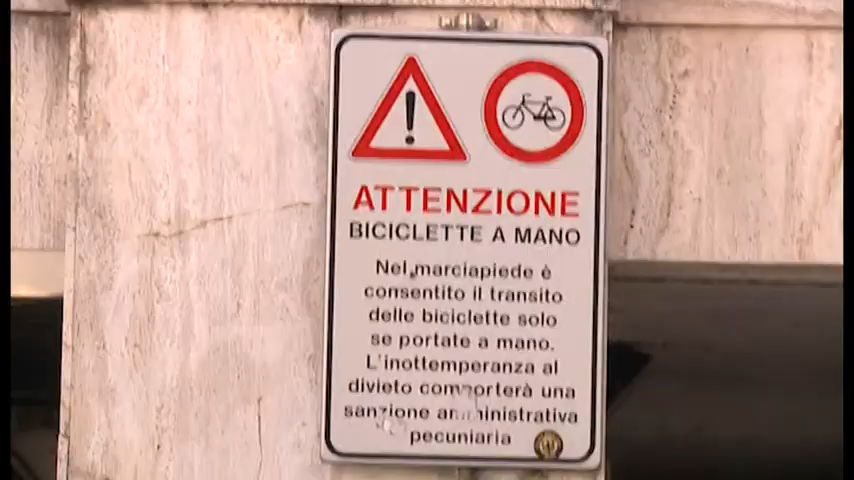 ATTENZIONE
BICICLETTE A MANO
Nel marciapiede è
consentito il transito
delle biciclette solo
se portate a mano.
L'inottemperanza al
divieto comporterà una
sanzione amministrativa
pecuniaria